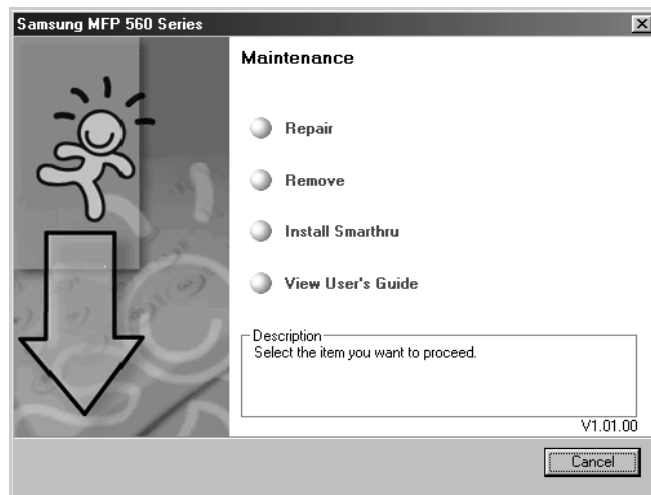 Samsung MFP 560 Series
Maintenance
Repair
Remove
Install Smarthru
View User's Guide
Description
Select the item you want to proceed.
V1.01.00
Cancel